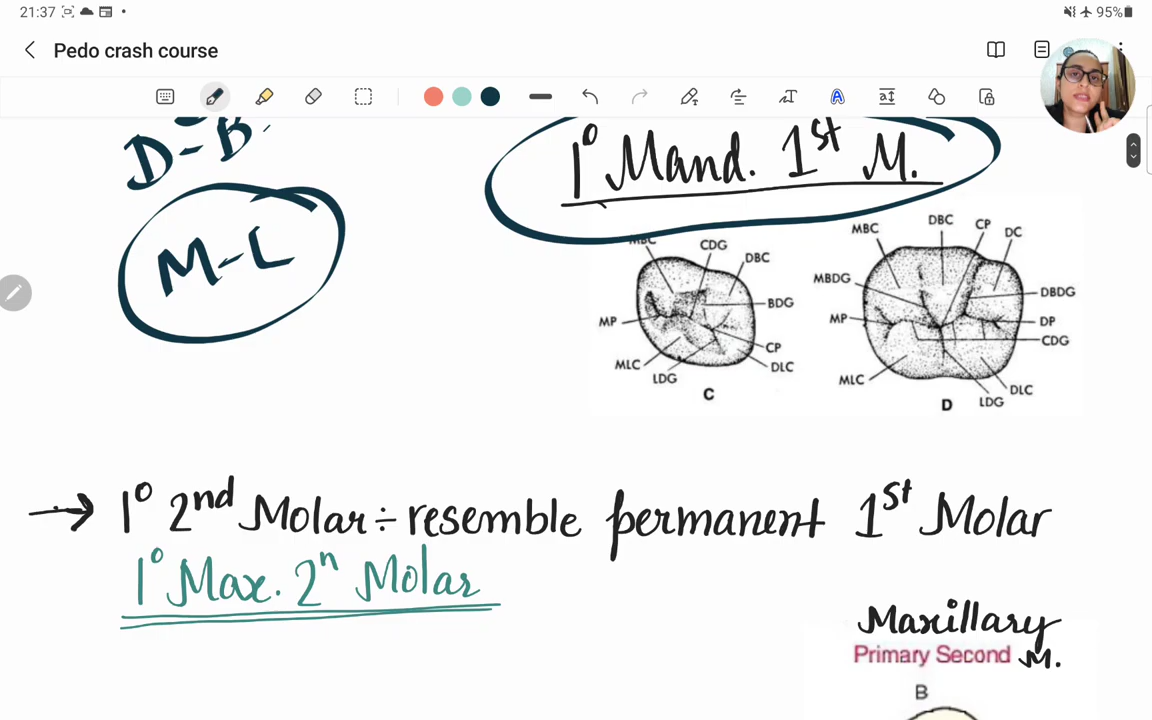 21:37
95%
Pedo crash course
D-B
1° Mand. 1st M.
M-L
MBC CDG DBC
BDG
MP
CP
MLC
DLC
LDG
C
DBC
MBC CP DC
MBDG
DBDG
MP DP
CDG
MLC
DLC
LDG
D
→ 1° 2nd Molar ÷ resemble permanent 1st Molar
1° Max. 2n Molar
Maxillary
Primary Second M.
B